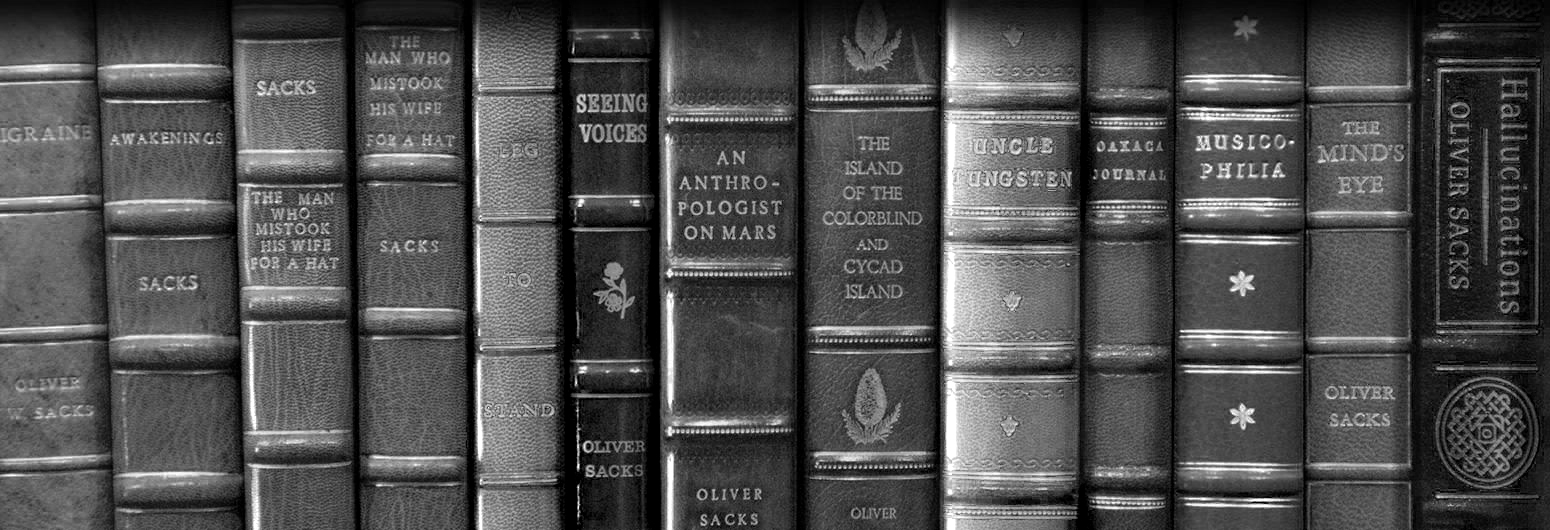 IGRAINE
OLIVER
W. SACKS
AWAKENINGS
SACKS
SACKS
THE MAN
WHO
MISTOOK
HIS WIFE
FOR A HAT
THE
MAN WHO
MISTOOK
HIS WIFE
FOR A HAT
SACKS
A
LEG
TO
STAND
SEEING
VOICES
OLIVER
SACKS
AN
ANTHRO-
POLOGIST
ON MARS
OLIVER
SACKS
THE
ISLAND
OF THE
COLORBLIND
AND
CYCAD
ISLAND
OLIVER
UNCLE
TUNGSTEN
OAXACA
JOURNAL
MUSICO-
PHILIA
THE
MIND'S
EYE
OLIVER
SACKS
Hallucinations
OLIVER SACKS